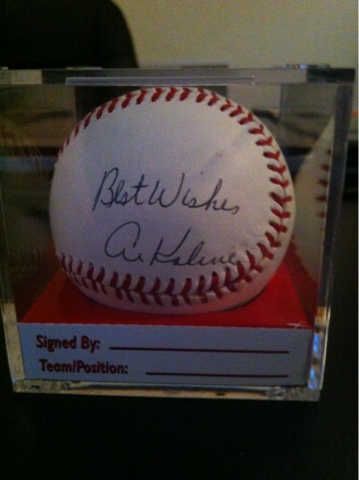 Best Wishes
Al Kaline
Signed By:
Team/Position: